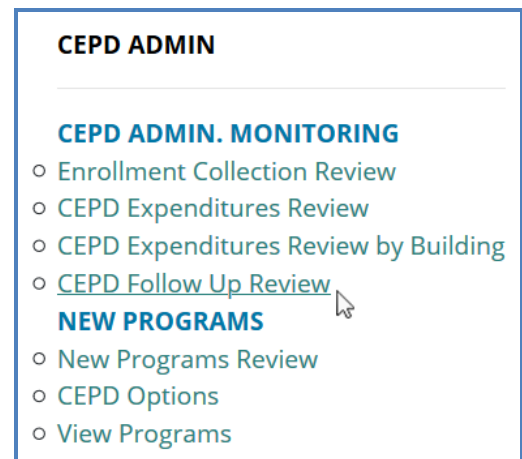 CEPD ADMIN
CEPD ADMIN. MONITORING
Enrollment Collection Review
CEPD Expenditures Review
CEPD Expenditures Review by Building
CEPD Follow Up Review
NEW PROGRAMS
New Programs Review
CEPD Options
View Programs